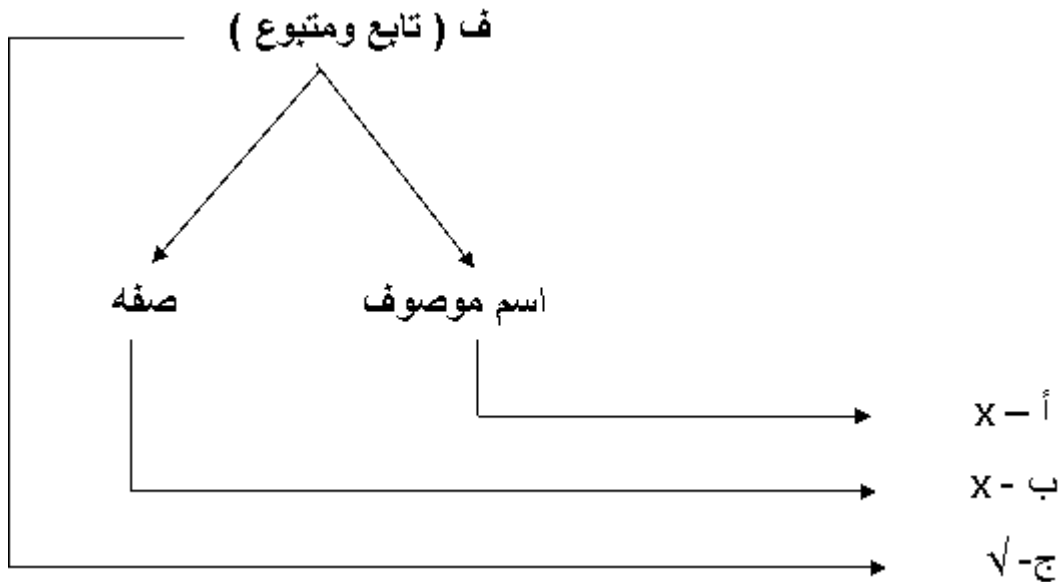 ف ( تابع ومتبوع )
اسم موصوف صفه
أ – x
ب - x
ج- √